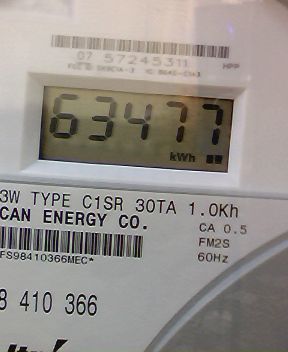 07 57245311
HPP
63477
kWh
3W TYPE C1SR 30TA 1.0Kh
CAN ENERGY CO.
CA 0.5
FM2S
60Hz
FS98410366MEC*
8 410 366